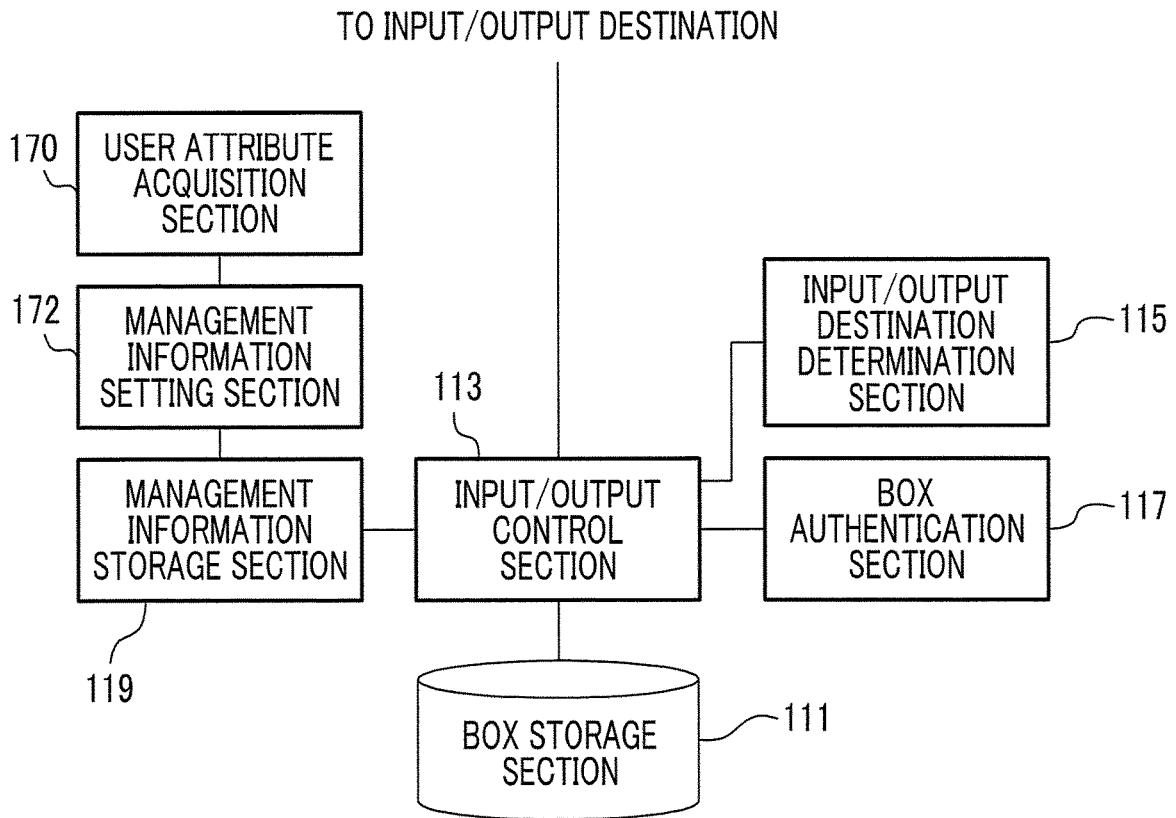 TO INPUT/OUTPUT DESTINATION
170
USER ATTRIBUTE
ACQUISITION
SECTION
172
MANAGEMENT
INFORMATION
SETTING SECTION
INPUT/OUTPUT
DESTINATION
DETERMINATION
SECTION
115
113
MANAGEMENT
INFORMATION
STORAGE SECTION
119
INPUT/OUTPUT
CONTROL
SECTION
BOX
AUTHENTICATION
SECTION
117
BOX STORAGE
SECTION
111